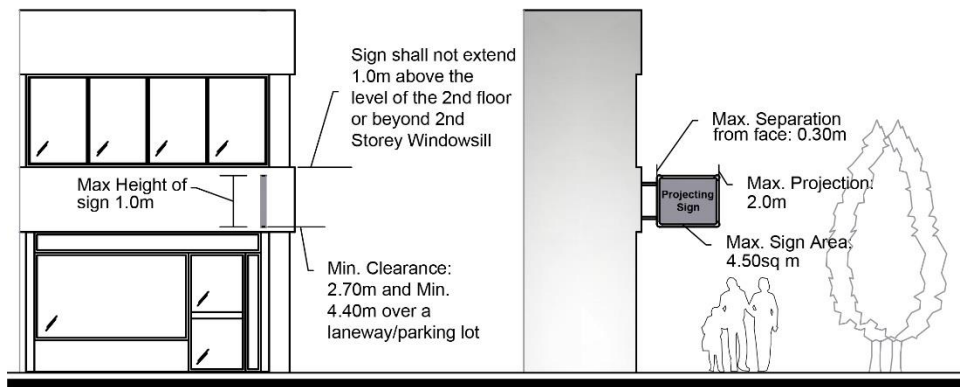 Sign shall not extend
1.0m above the
level of the 2nd floor
or beyond 2nd
Storey Windowsill
Max Height of
sign 1.0m
Min. Clearance:
2.70m and Min.
4.40m over a
laneway/parking lot
Max. Separation
from face: 0.30m
Max. Projection:
2.0m
Projecting
Sign
Max. Sign Area:
4.50sq m